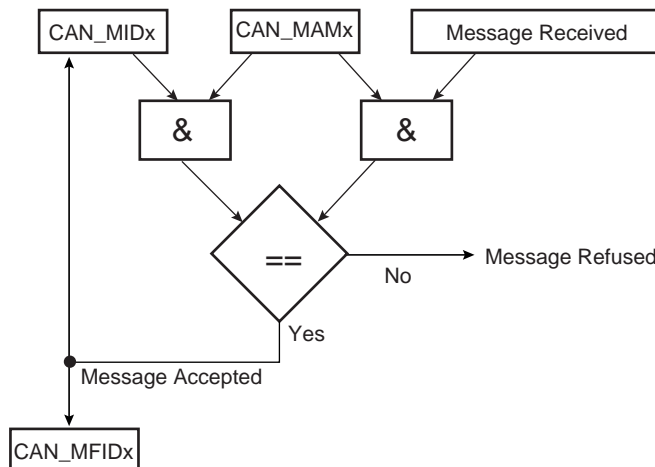 CAN_MIDx
CAN_MAMx
Message Received
&
&
==
No
Message Refused
Yes
Message Accepted
CAN_MFIDx